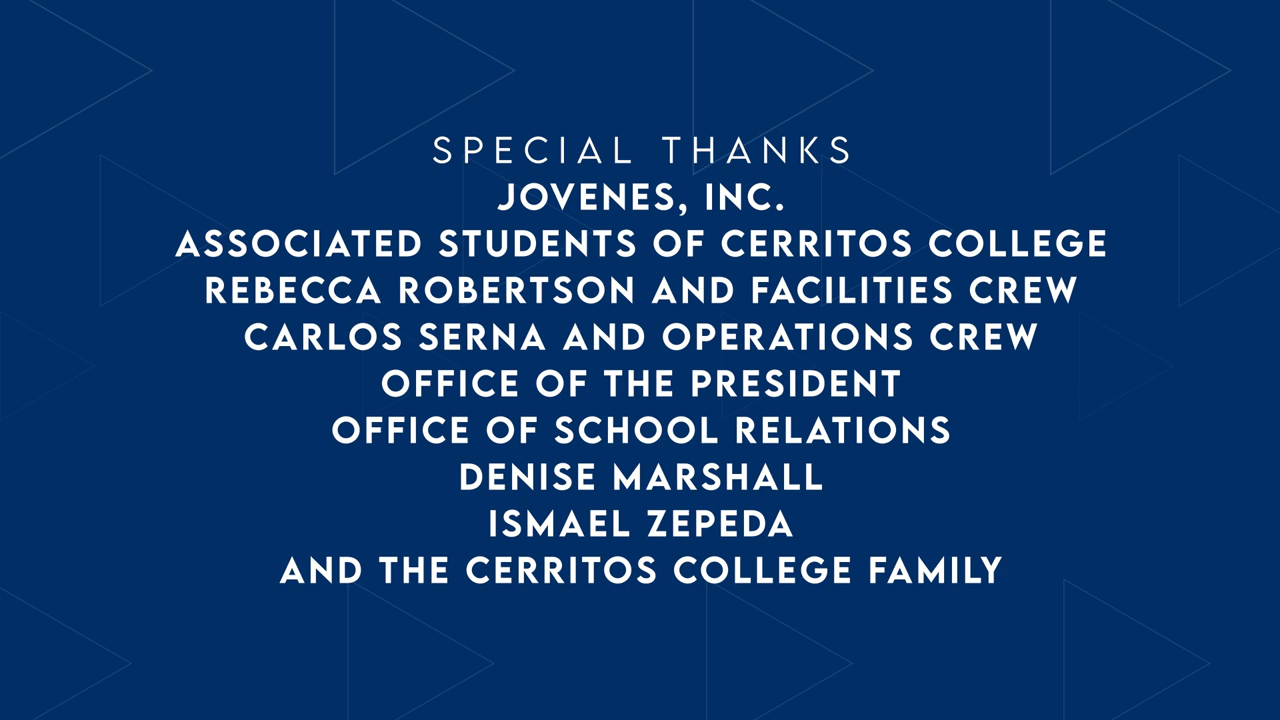 SPECIAL THANKS
JOVENES, INC.
ASSOCIATED STUDENTS OF CERRITOS COLLEGE
REBECCA ROBERTSON AND FACILITIES CREW
CARLOS SERNA AND OPERATIONS CREW
OFFICE OF THE PRESIDENT
OFFICE OF SCHOOL RELATIONS
DENISE MARSHALL
ISMAEL ZEPEDA
AND THE CERRITOS COLLEGE FAMILY